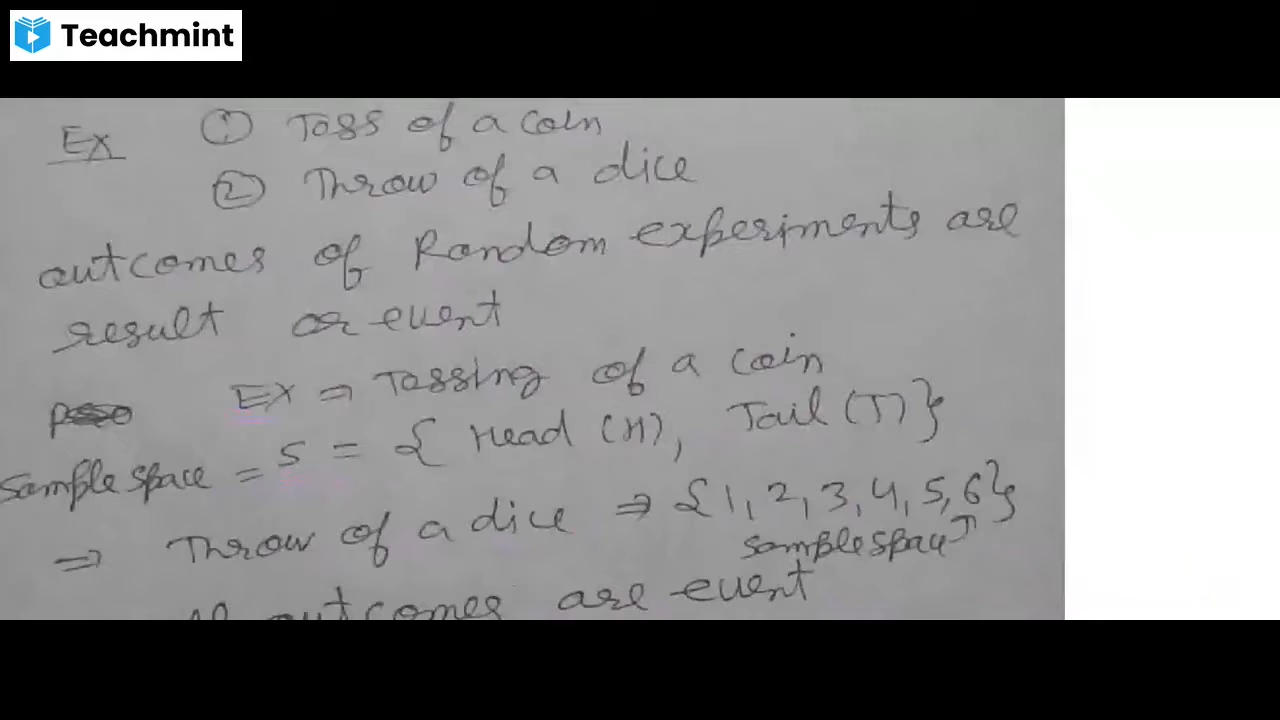 Teachmint
Ex ① Toss of a coin
② Throw of a dice
outcomes of Random experiments are
result or event
Ex ⇒ Tossing of a coin
Sample space = S = { Head (H), Tail (T) }
⇒ Throw of a dice ⇒ {1, 2, 3, 4, 5, 6}
sample space ↑
outcomes are event